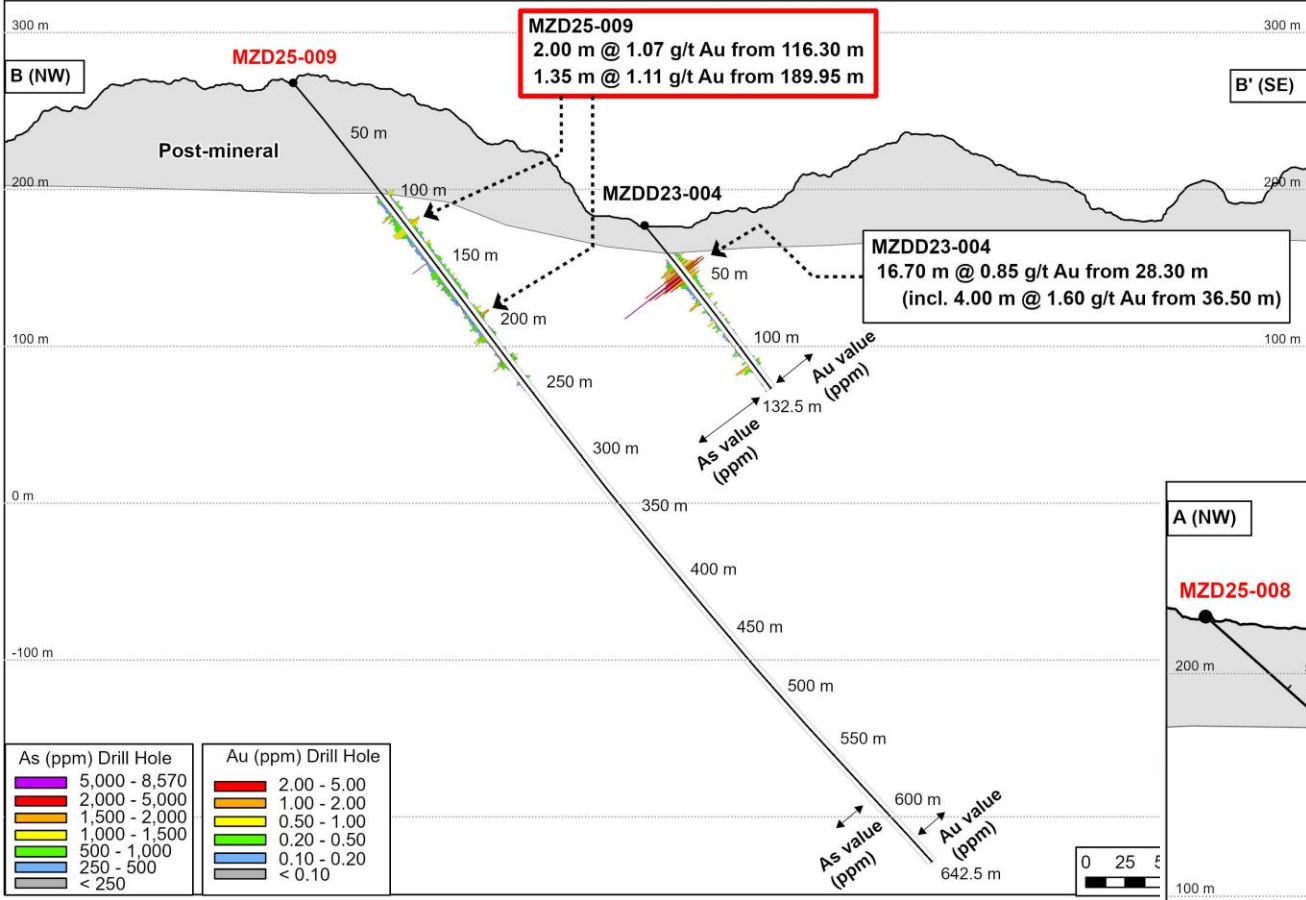 300 m
300 m
MZD25-009
2.00 m @ 1.07 g/t Au from 116.30 m
1.35 m @ 1.11 g/t Au from 189.95 m
MZD25-009
B (NW)
B' (SE)
50 m
Post-mineral
200 m
100 m
200 m
MZDD23-004
MZDD23-004
16.70 m @ 0.85 g/t Au from 28.30 m
(incl. 4.00 m @ 1.60 g/t Au from 36.50 m)
150 m
50 m
200 m
100 m
100 m
100 m
Au value
(ppm)
250 m
132.5 m
As value
(ppm)
300 m
0 m
350 m
A (NW)
400 m
MZD25-008
450 m
-100 m
200 m
500 m
550 m
600 m
As value
(ppm)
Au value
(ppm)
642.5 m
As (ppm) Drill Hole
5,000 - 8,570
2,000 - 5,000
1,500 - 2,000
1,000 - 1,500
500 - 1,000
250 - 500
< 250
Au (ppm) Drill Hole
2.00 - 5.00
1.00 - 2.00
0.50 - 1.00
0.20 - 0.50
0.10 - 0.20
< 0.10
0 25
100 m